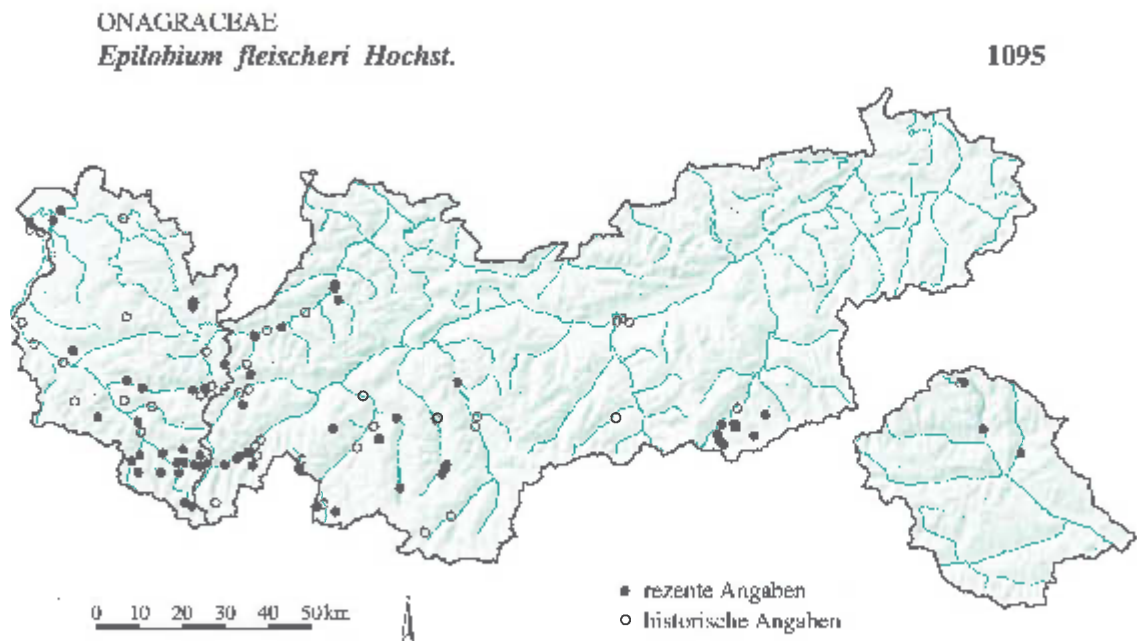 ONAGRACEAE
Epilobium fleischeri Hochst. 1095
rezente Angaben
0 10 20 30 40 50km
historische Angaben